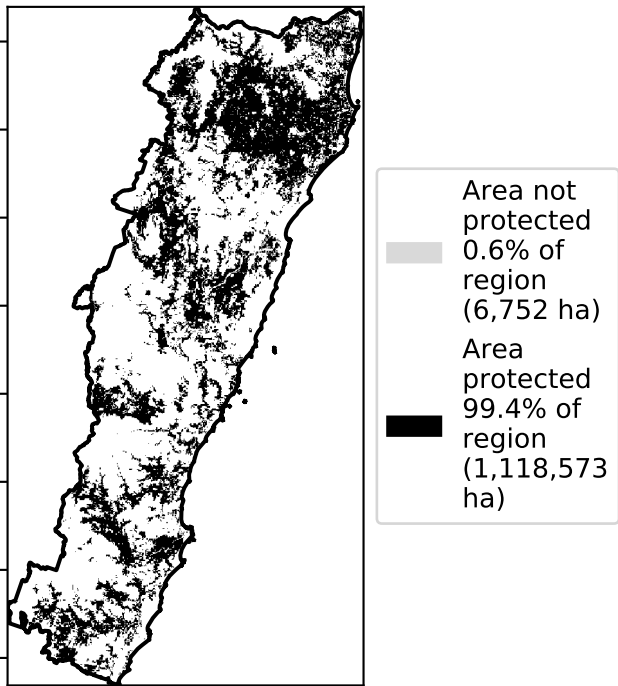 Area not
protected
0.6% of
region
(6,752 ha)
Area
protected
99.4% of
region
(1,118,573
ha)